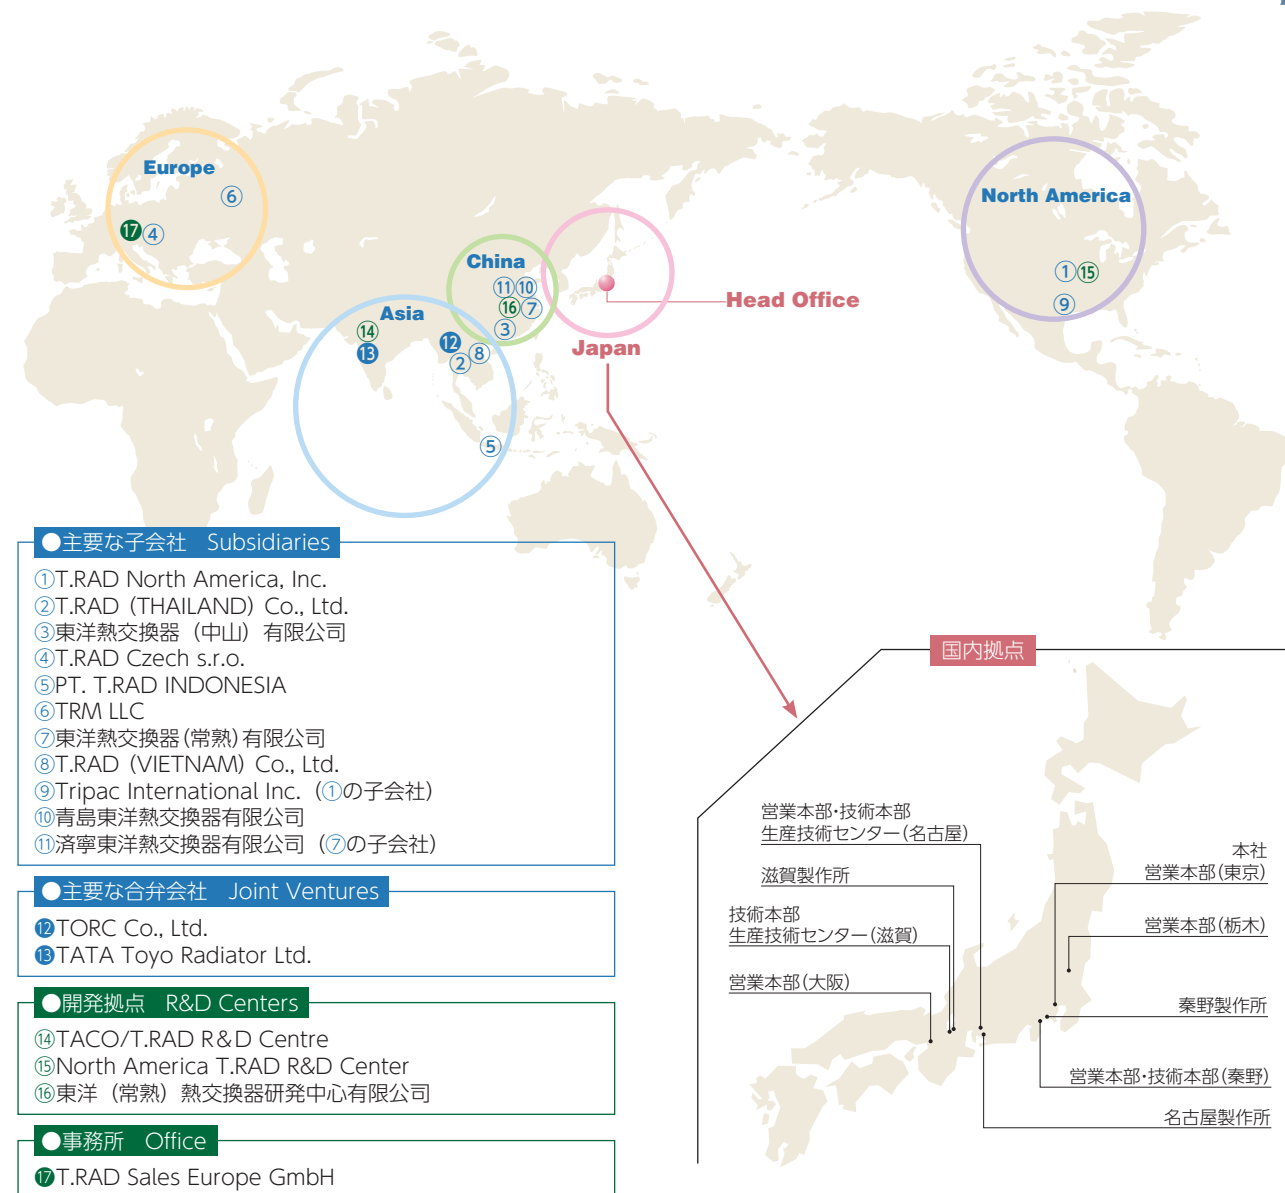 Europe
⑥
⑰④
North America
①⑮
⑨
China
⑪⑩
⑯⑦
③
Head Office
Asia
⑭
⑬
⑫
②⑧
⑤
Japan
●主要な子会社 Subsidiaries
①T.RAD North America, Inc.
②T.RAD (THAILAND) Co., Ltd.
③東洋熱交換器（中山）有限公司
④T.RAD Czech s.r.o.
⑤PT. T.RAD INDONESIA
⑥TRM LLC
⑦東洋熱交換器(常熟)有限公司
⑧T.RAD (VIETNAM) Co., Ltd.
⑨Tripac International Inc.（①の子会社）
⑩青島東洋熱交換器有限公司
⑪済寧東洋熱交換器有限公司（⑦の子会社）
●主要な合弁会社 Joint Ventures
⑫TORC Co., Ltd.
⑬TATA Toyo Radiator Ltd.
●開発拠点 R&D Centers
⑭TACO/T.RAD R&D Centre
⑮North America T.RAD R&D Center
⑯東洋（常熟）熱交換器研発中心有限公司
●事務所 Office
⑰T.RAD Sales Europe GmbH
国内拠点
営業本部・技術本部
生産技術センター(名古屋)
滋賀製作所
技術本部
生産技術センター(滋賀)
営業本部(大阪)
本社
営業本部(東京)
営業本部(栃木)
秦野製作所
営業本部・技術本部(秦野)
名古屋製作所